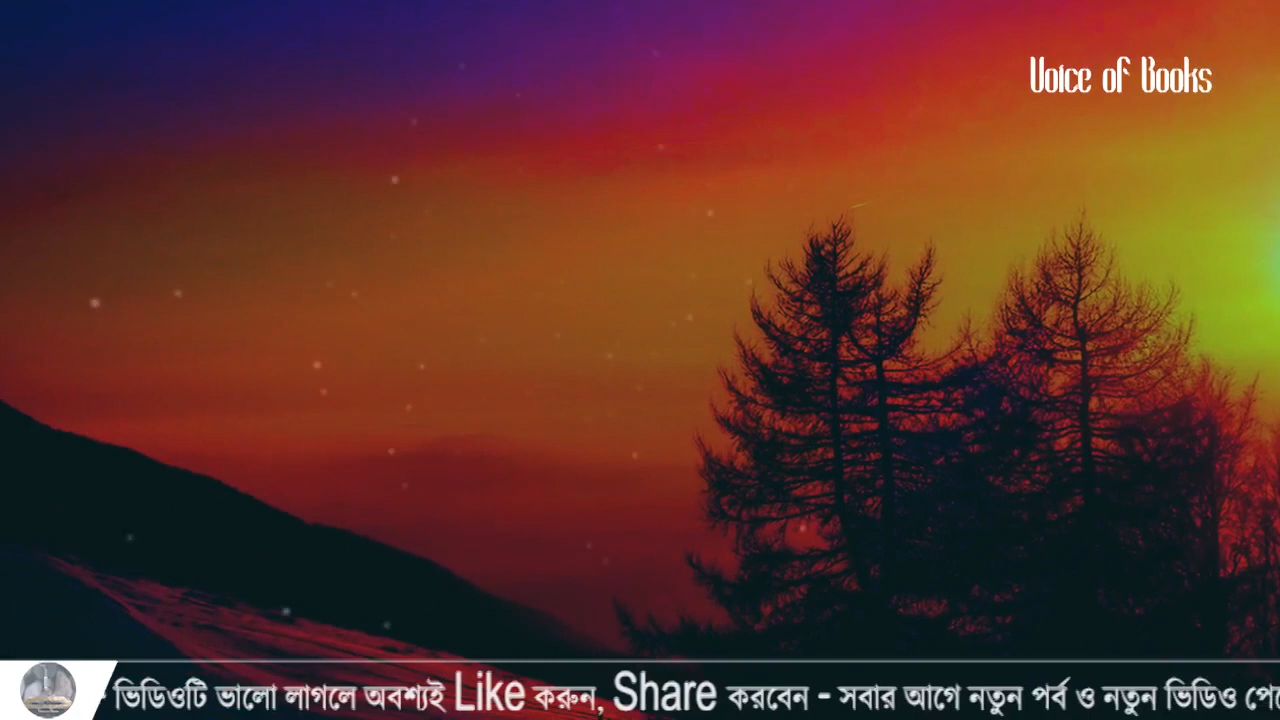 Voice of Books
ভিডিওটি ভালো লাগলে অবশ্যই Like করুন, Share করবেন - সবার আগে নতুন পর্ব ও নতুন ভিডিও